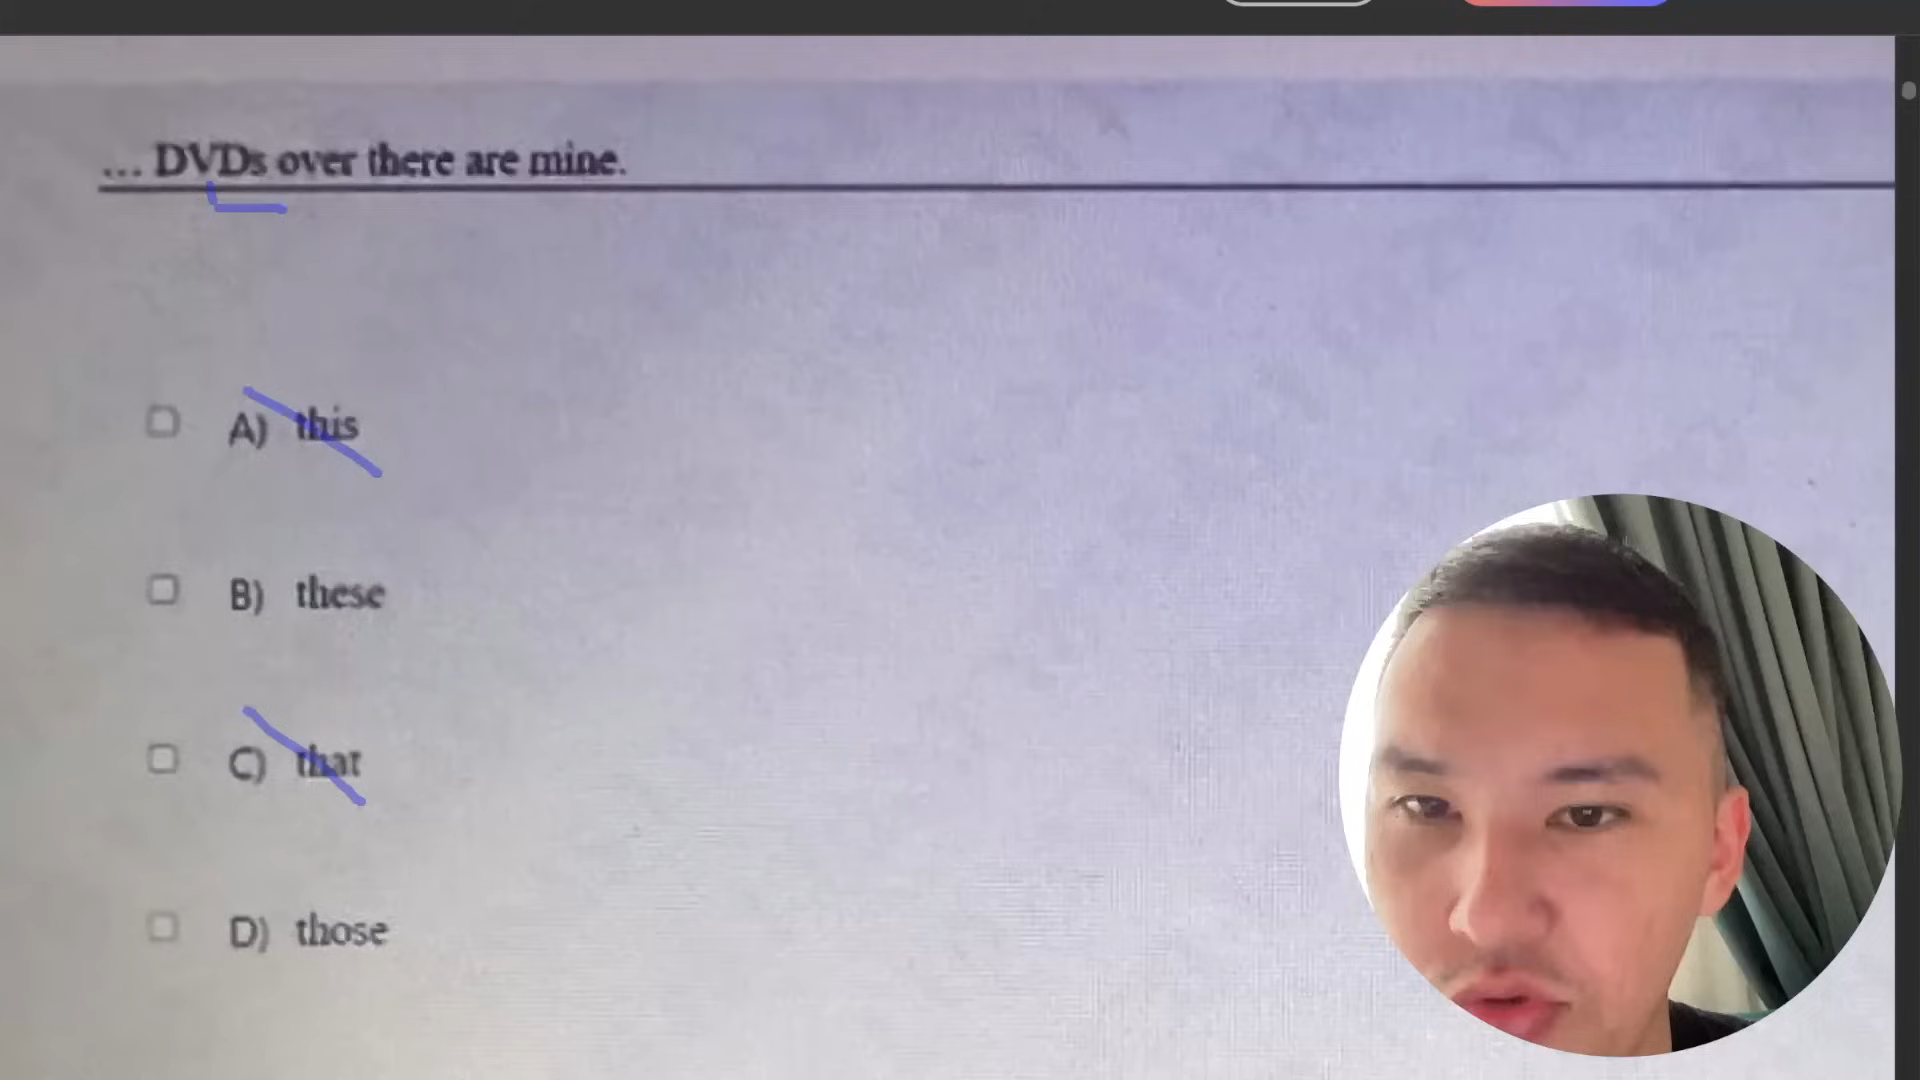 ... DVDs over there are mine.
A) this
B) these
C) that
D) those